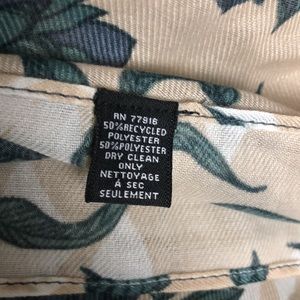 RN 77916
50%RECYCLED
POLYESTER
50%POLYESTER
DRY CLEAN
ONLY
NETTOYAGE
À SEC
SEULEMENT